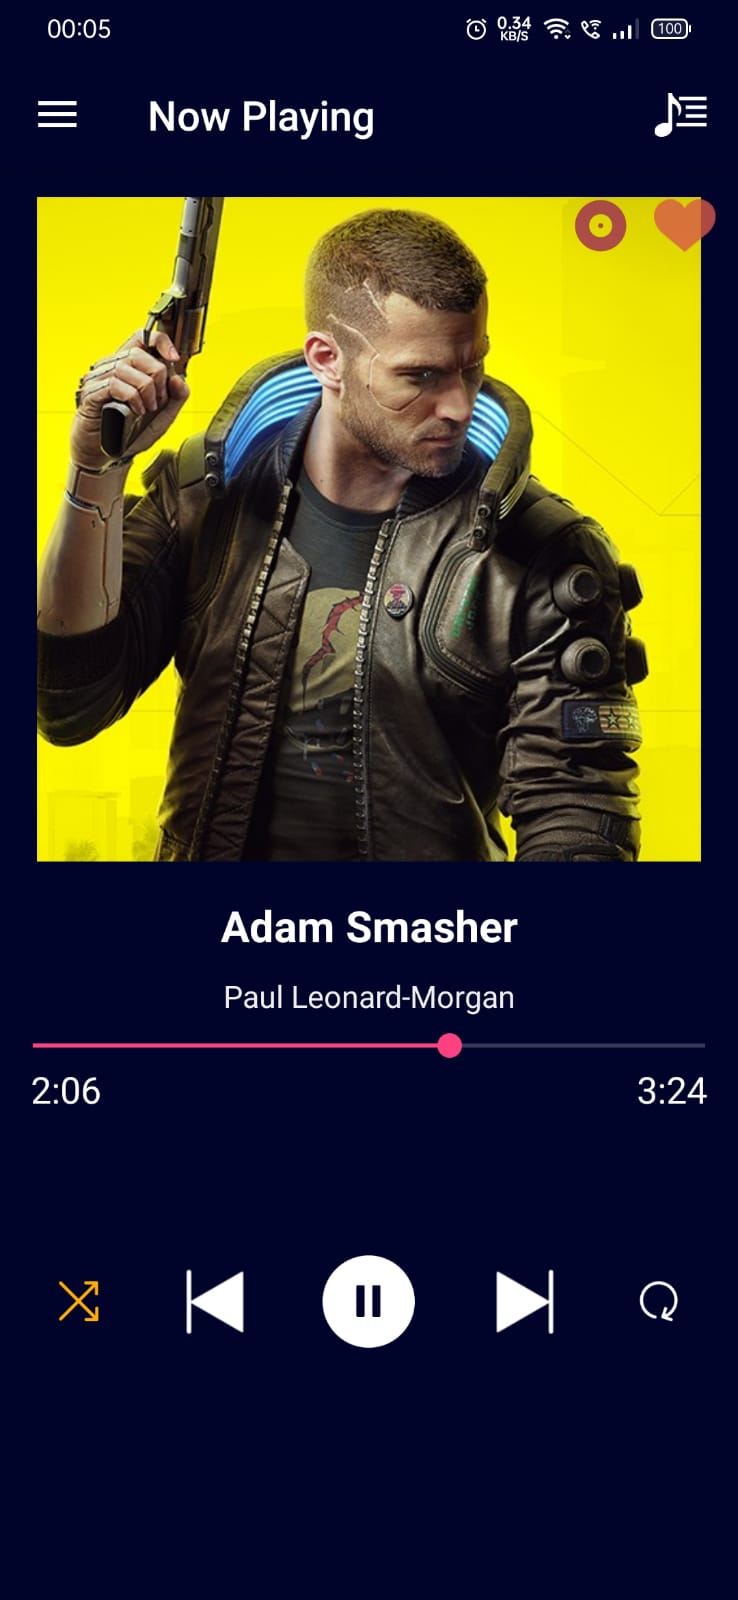 00:05
0.34
KB/S
100
Now Playing
Adam Smasher
Paul Leonard-Morgan
2:06
3:24